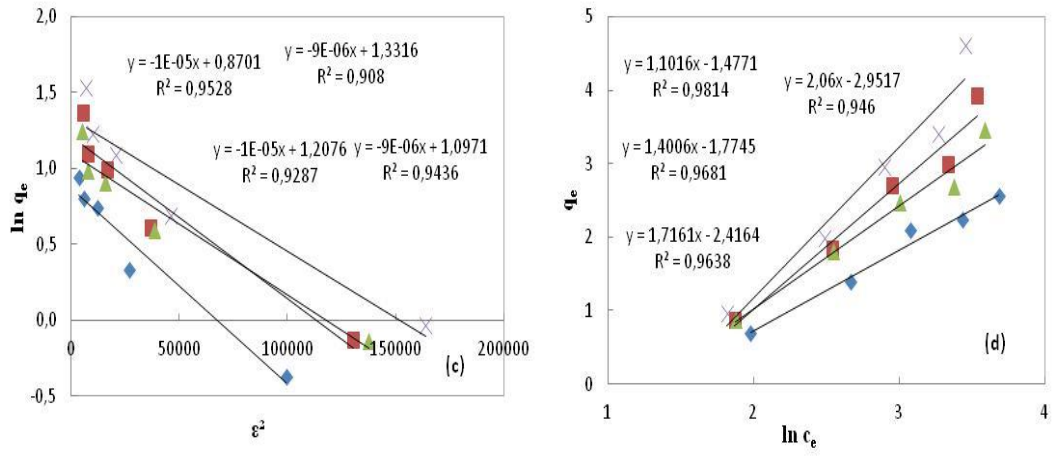 2,0
1,5
1,0
0,5
0,0
-0,5
0
50000
100000
150000
200000
ln qe
ε²
y = -1E-05x + 0,8701
R² = 0,9528
y = -9E-06x + 1,3316
R² = 0,908
y = -1E-05x + 1,2076
R² = 0,9287
y = -9E-06x + 1,0971
R² = 0,9436
(c)
5
4
3
2
1
0
1
2
3
4
qe
ln ce
y = 1,1016x - 1,4771
R² = 0,9814
y = 2,06x - 2,9517
R² = 0,946
y = 1,4006x - 1,7745
R² = 0,9681
y = 1,7161x - 2,4164
R² = 0,9638
(d)